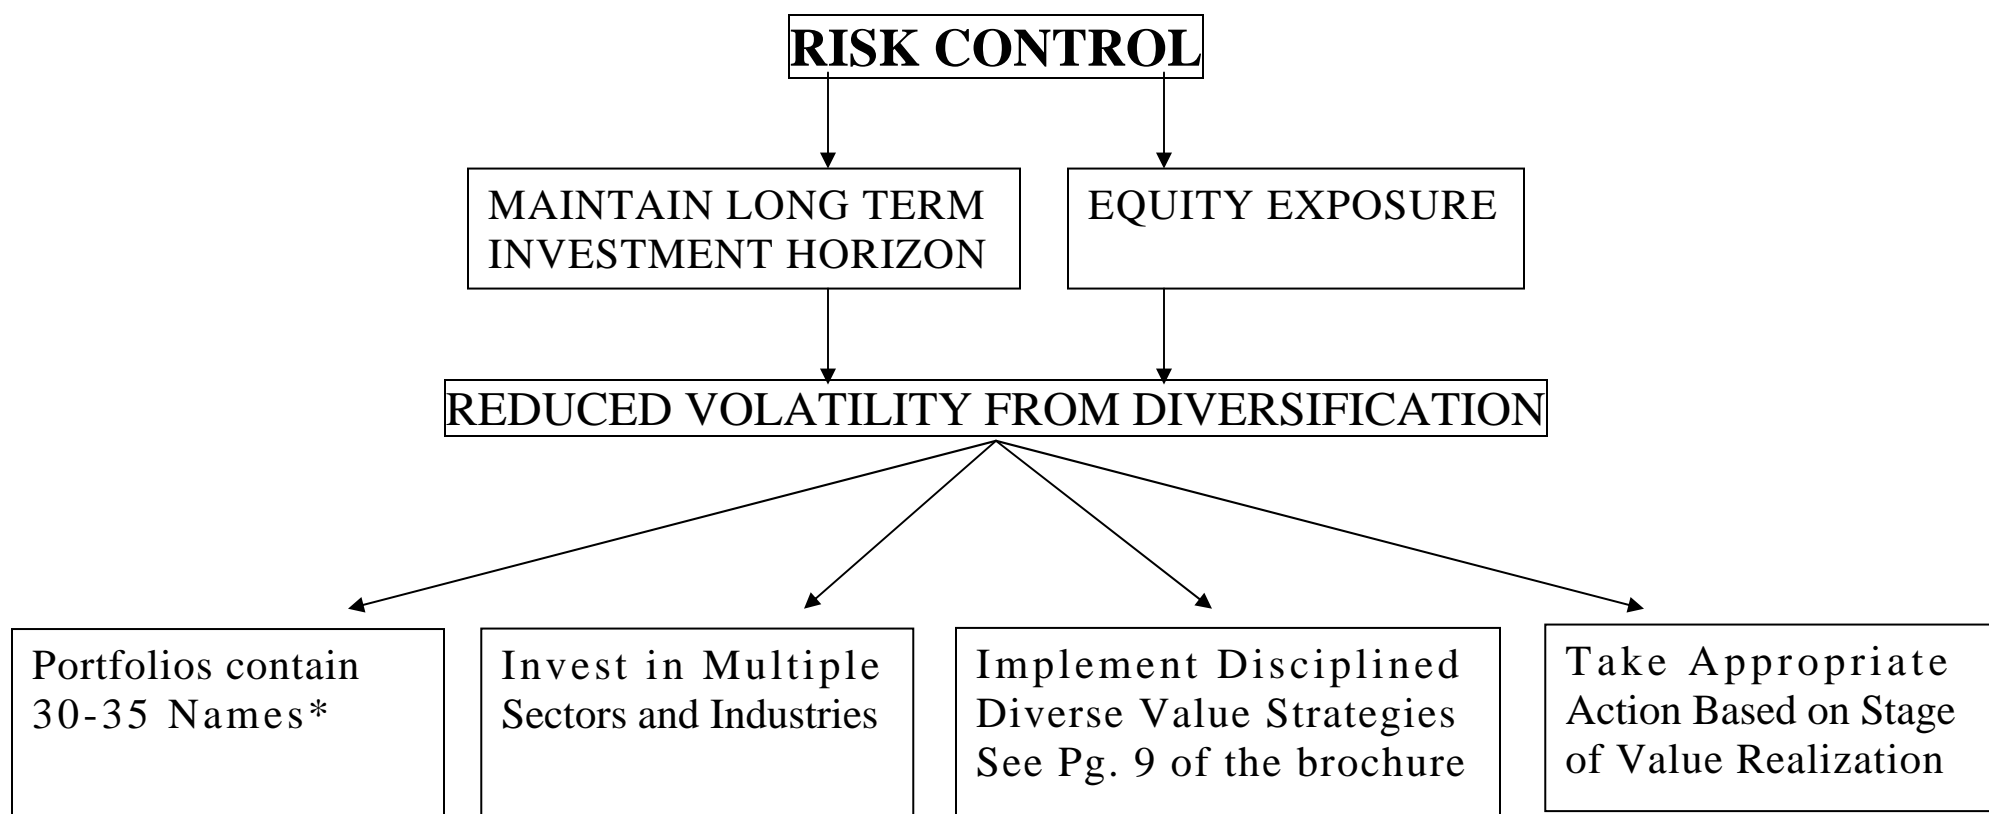 RISK CONTROL
MAINTAIN LONG TERM
INVESTMENT HORIZON
EQUITY EXPOSURE
REDUCED VOLATILITY FROM DIVERSIFICATION
Portfolios contain
30-35 Names*
Invest in Multiple
Sectors and Industries
Implement Disciplined
Diverse Value Strategies
See Pg. 9 of the brochure
Take Appropriate
Action Based on Stage
of Value Realization